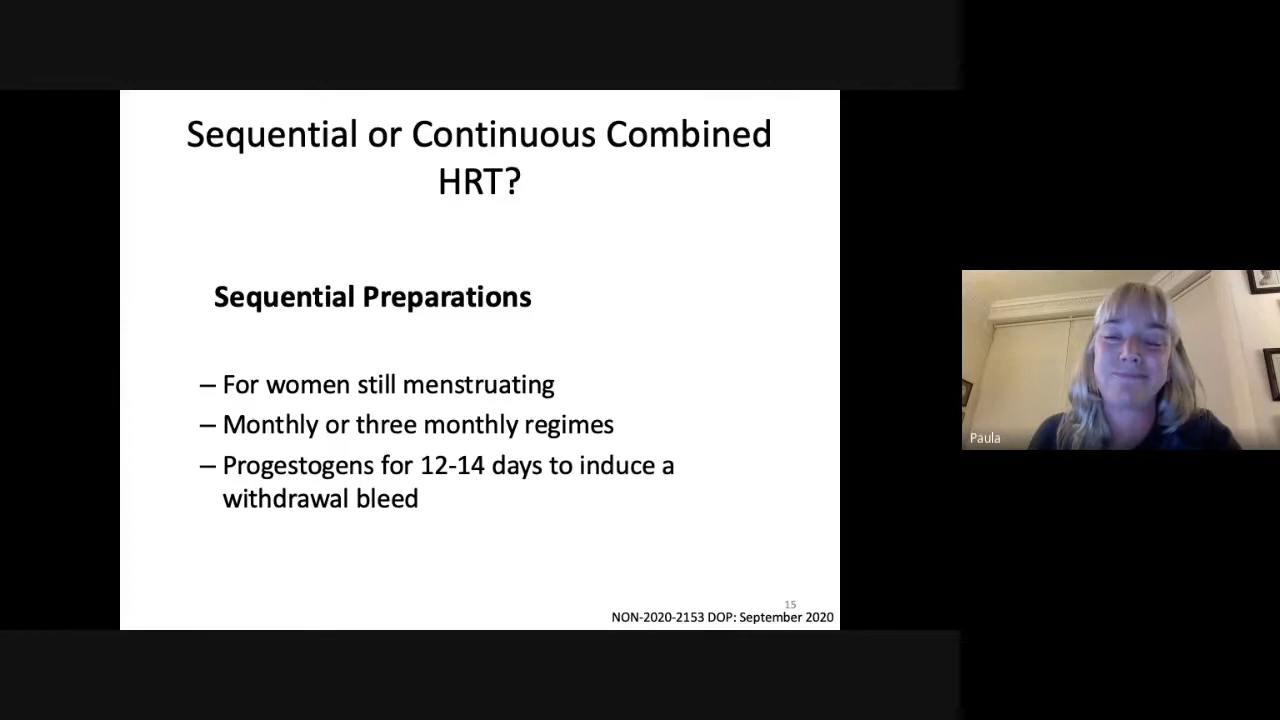 Sequential or Continuous Combined
HRT?
Sequential Preparations
– For women still menstruating
– Monthly or three monthly regimes
– Progestogens for 12-14 days to induce a
withdrawal bleed
15
NON-2020-2153 DOP: September 2020
Paula